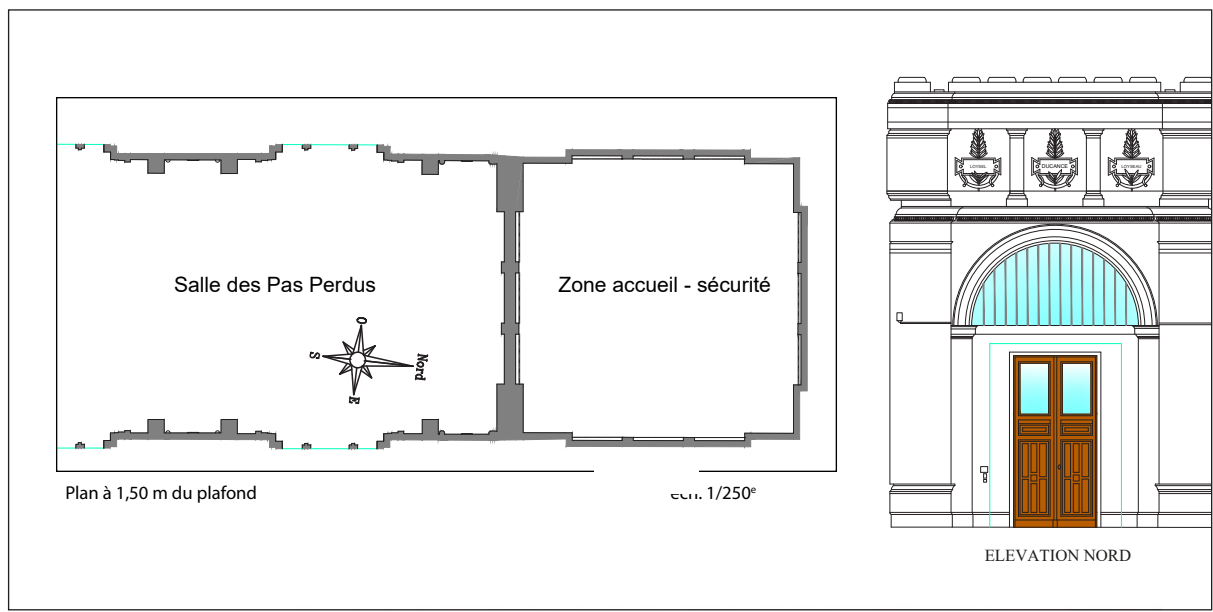 Salle des Pas Perdus
Zone accueil - sécurité
O
S
Nord
E
Plan à 1,50 m du plafond
éch. 1/250e
LOYSEL
DUCANCE
LOYSEAU
ELEVATION NORD